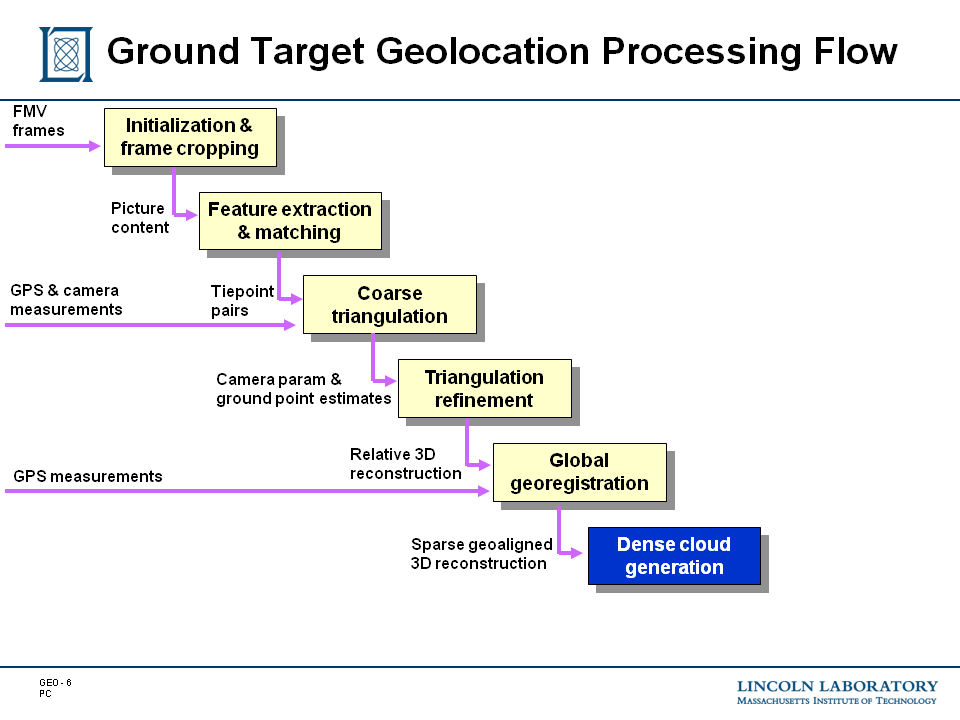 Ground Target Geolocation Processing Flow
FMV
frames
Initialization &
frame cropping
Picture
content
Feature extraction
& matching
GPS & camera
measurements
Tiepoint
pairs
Coarse
triangulation
Camera param &
ground point estimates
Triangulation
refinement
Relative 3D
reconstruction
GPS measurements
Global
georegistration
Sparse geoaligned
3D reconstruction
Dense cloud
generation
GEO - 6
PC
LINCOLN LABORATORY
MASSACHUSETTS INSTITUTE OF TECHNOLOGY